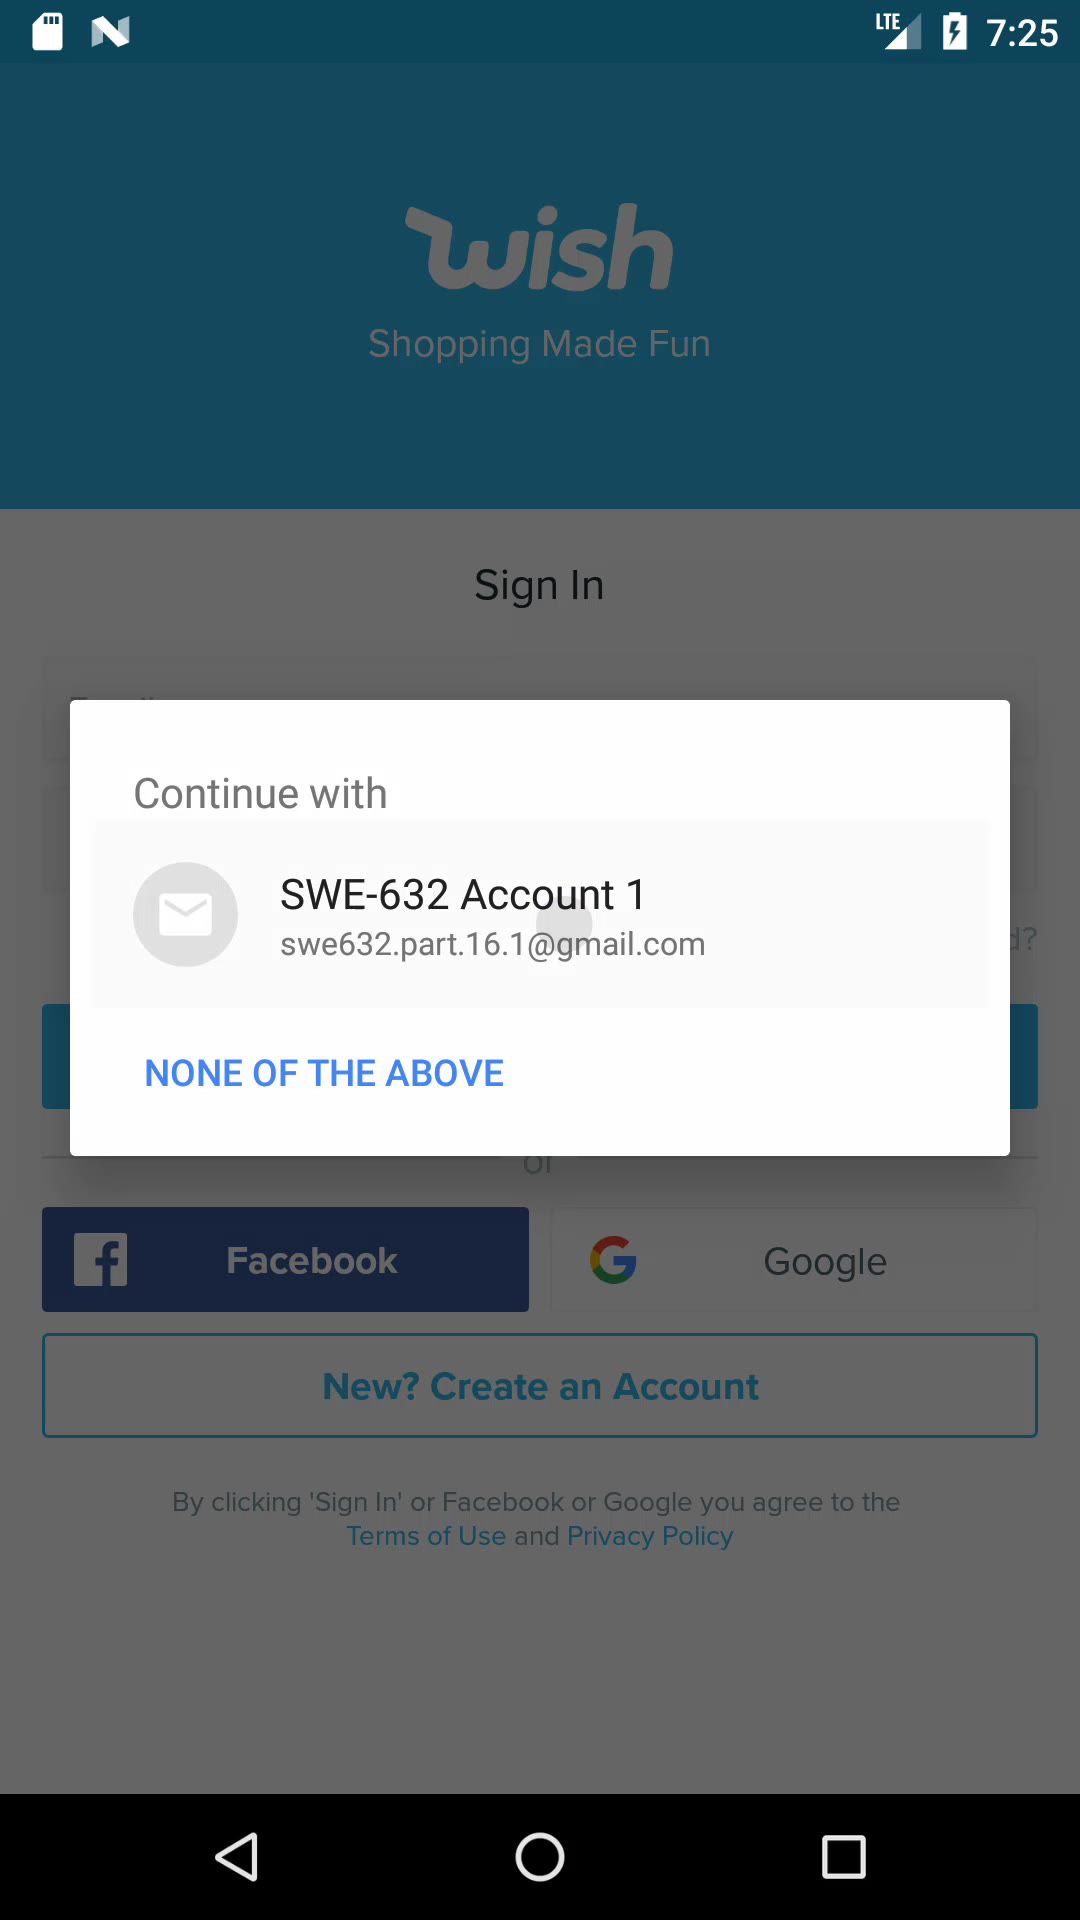 LTE 7:25
wish
Shopping Made Fun
Sign In
Continue with
SWE-632 Account 1
swe632.part.16.1@gmail.com
d?
NONE OF THE ABOVE
or
Facebook
Google
New? Create an Account
By clicking 'Sign In' or Facebook or Google you agree to the
Terms of Use and Privacy Policy